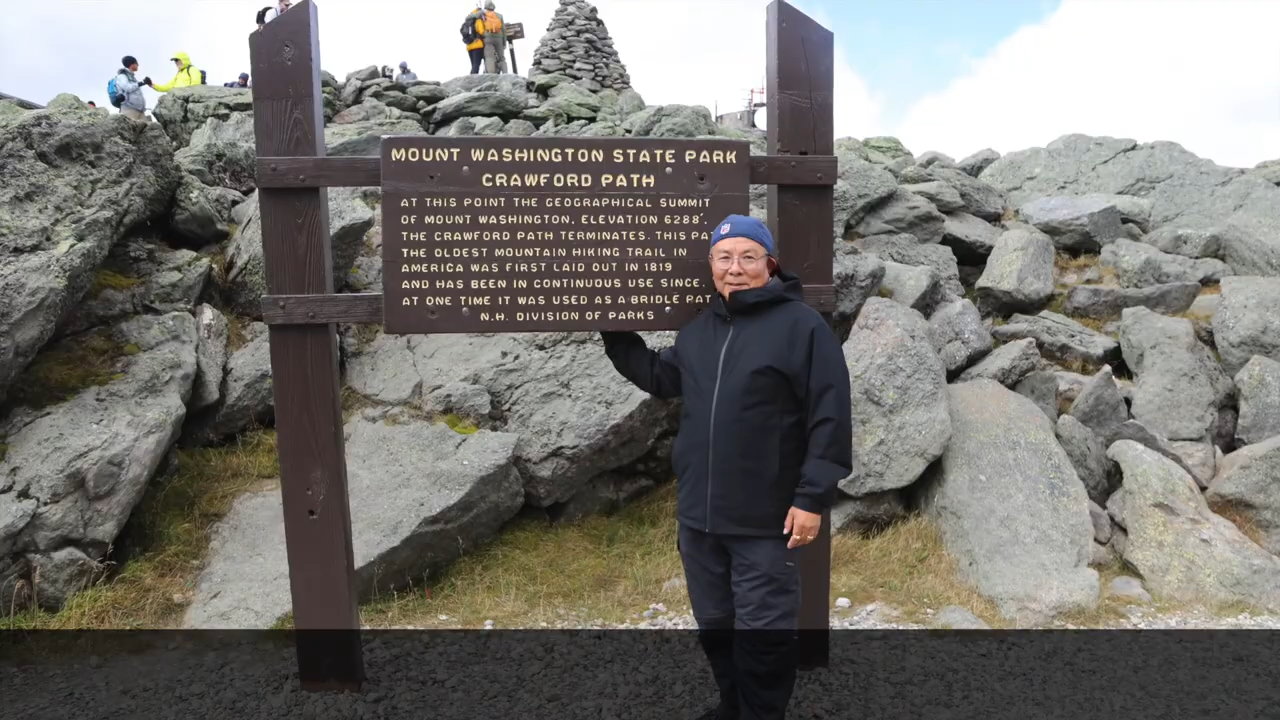 MOUNT WASHINGTON STATE PARK
CRAWFORD PATH
AT THIS POINT THE GEOGRAPHICAL SUMMIT
OF MOUNT WASHINGTON, ELEVATION 6288',
THE CRAWFORD PATH TERMINATES. THIS PA
THE OLDEST MOUNTAIN HIKING TRAIL IN
AMERICA WAS FIRST LAID OUT IN 1819
AND HAS BEEN IN CONTINUOUS USE SINCE.
AT ONE TIME IT WAS USED AS A BRIDLE PAT
N.H. DIVISION OF PARKS